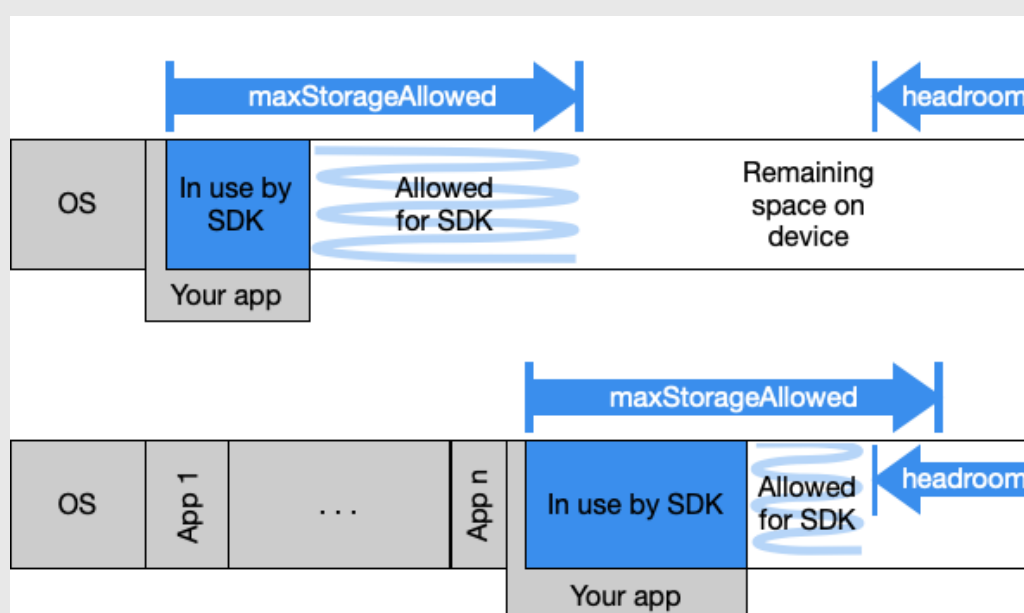 maxStorageAllowed
headroom
OS
In use by
SDK
Allowed
for SDK
Remaining
space on
device
Your app
maxStorageAllowed
OS
App 1
. . .
App n
In use by SDK
Allowed
for SDK
headroom
Your app